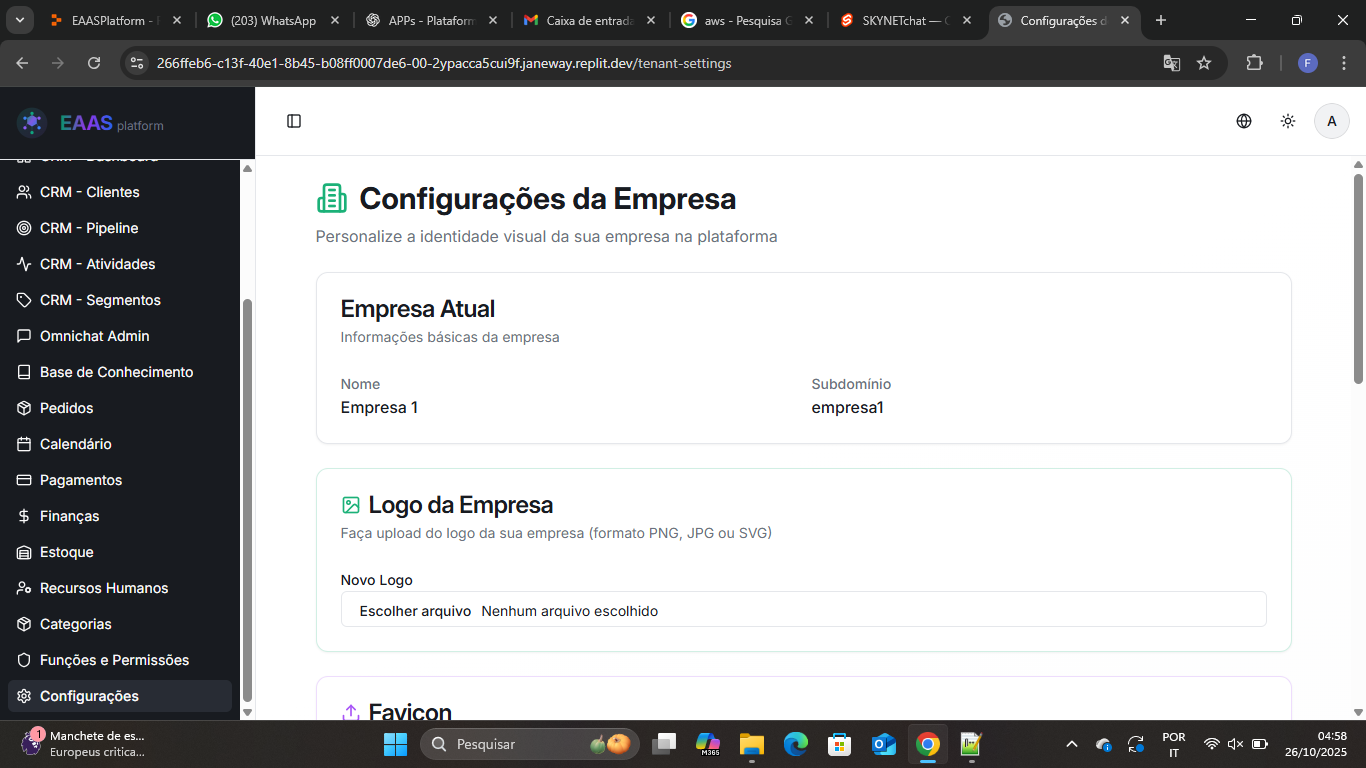 EAASPlatform -
(203) WhatsApp
APPs - Plataform
Caixa de entrada
aws - Pesquisa G
SKYNETchat —
Configurações d
266ffeb6-c13f-40e1-8b45-b08ff0007de6-00-2ypacca5cui9f.janeway.replit.dev/tenant-settings
F
EAAS platform
A
CRM - Dashboard
CRM - Clientes
CRM - Pipeline
CRM - Atividades
CRM - Segmentos
Omnichat Admin
Base de Conhecimento
Pedidos
Calendário
Pagamentos
Finanças
Estoque
Recursos Humanos
Categorias
Funções e Permissões
Configurações
Configurações da Empresa
Personalize a identidade visual da sua empresa na plataforma
Empresa Atual
Informações básicas da empresa
Nome
Subdomínio
Empresa 1
empresa1
Logo da Empresa
Faça upload do logo da sua empresa (formato PNG, JPG ou SVG)
Novo Logo
Escolher arquivo Nenhum arquivo escolhido
Favicon
1
Manchete de es...
Europeus critica...
Pesquisar
M365
POR
IT
04:58
26/10/2025